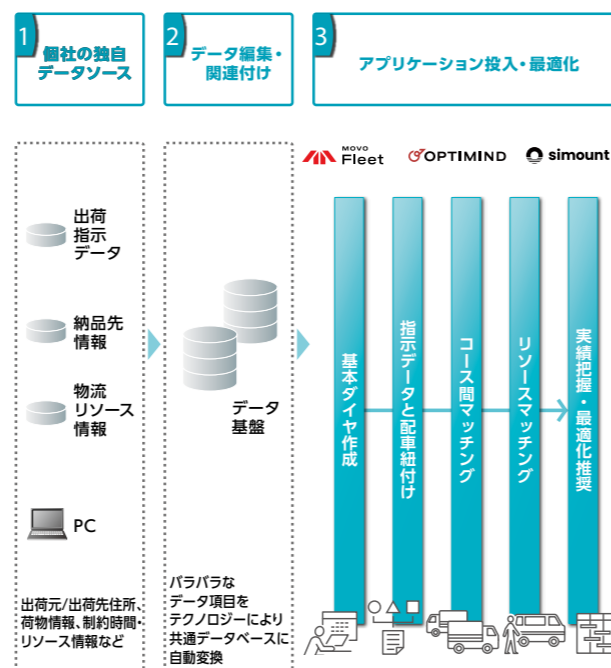 1
個社の独自
データソース
2
データ編集・
関連付け
3
アプリケーション投入・最適化
MOVO
Fleet
OPTIMIND
simount
出荷
指示
データ
納品先
情報
物流
リソース
情報
PC
出荷元/出荷先住所、
荷物情報、制約時間・
リソース情報など
データ
基盤
バラバラな
データ項目を
テクノロジーにより
共通データベースに
自動変換
基本ダイヤ作成
指示データと配車紐付け
コース間マッチング
リソースマッチング
実績把握・最適化推奨